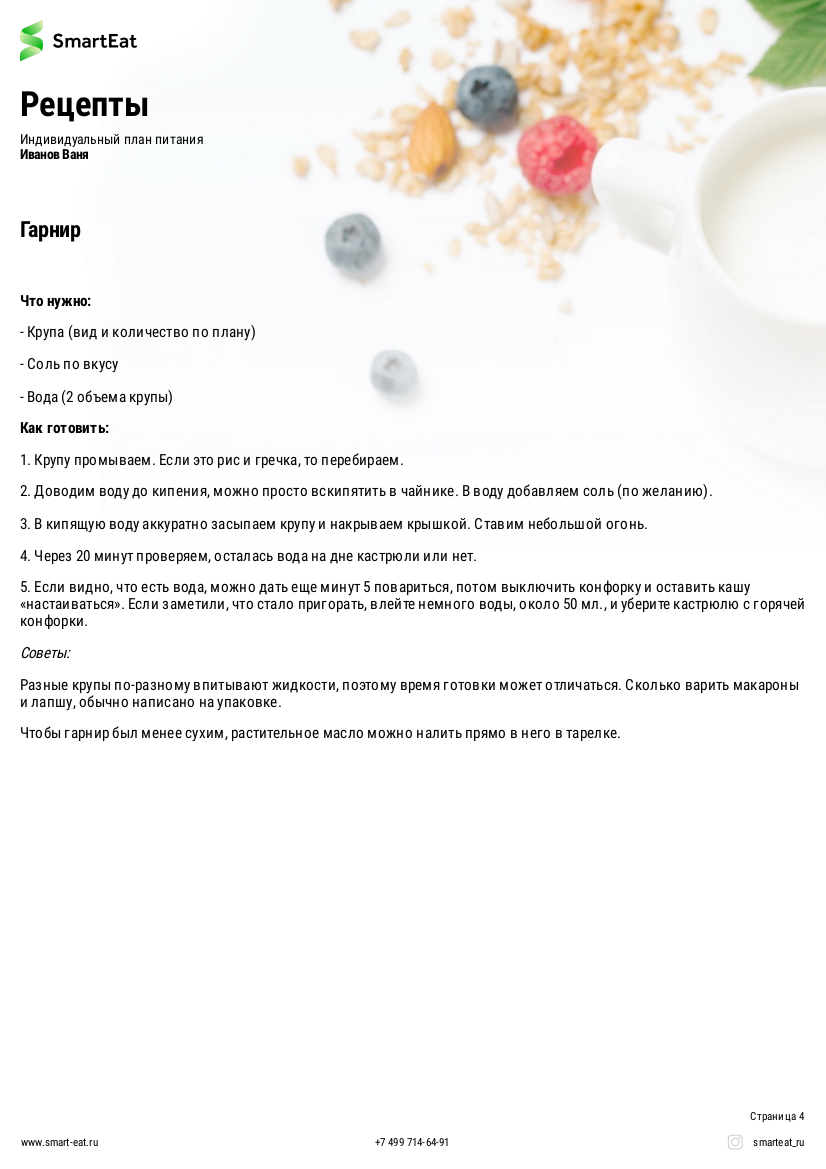 SmartEat
Рецепты
Индивидуальный план питания
Иванов Ваня
Гарнир
Что нужно:
- Крупа (вид и количество по плану)
- Соль по вкусу
- Вода (2 объема крупы)
Как готовить:
1. Крупу промываем. Если это рис и гречка, то перебираем.
2. Доводим воду до кипения, можно просто вскипятить в чайнике. В воду добавляем соль (по желанию).
3. В кипящую воду аккуратно засыпаем крупу и накрываем крышкой. Ставим небольшой огонь.
4. Через 20 минут проверяем, осталась вода на дне кастрюли или нет.
5. Если видно, что есть вода, можно дать еще минут 5 повариться, потом выключить конфорку и оставить кашу
«настаиваться». Если заметили, что стало пригорать, влейте немного воды, около 50 мл., и уберите кастрюлю с горячей
конфорки.
Советы:
Разные крупы по-разному впитывают жидкости, поэтому время готовки может отличаться. Сколько варить макароны
и лапшу, обычно написано на упаковке.
Чтобы гарнир был менее сухим, растительное масло можно налить прямо в него в тарелке.
Страница 4
www.smart-eat.ru
+7 499 714-64-91
smarteat_ru